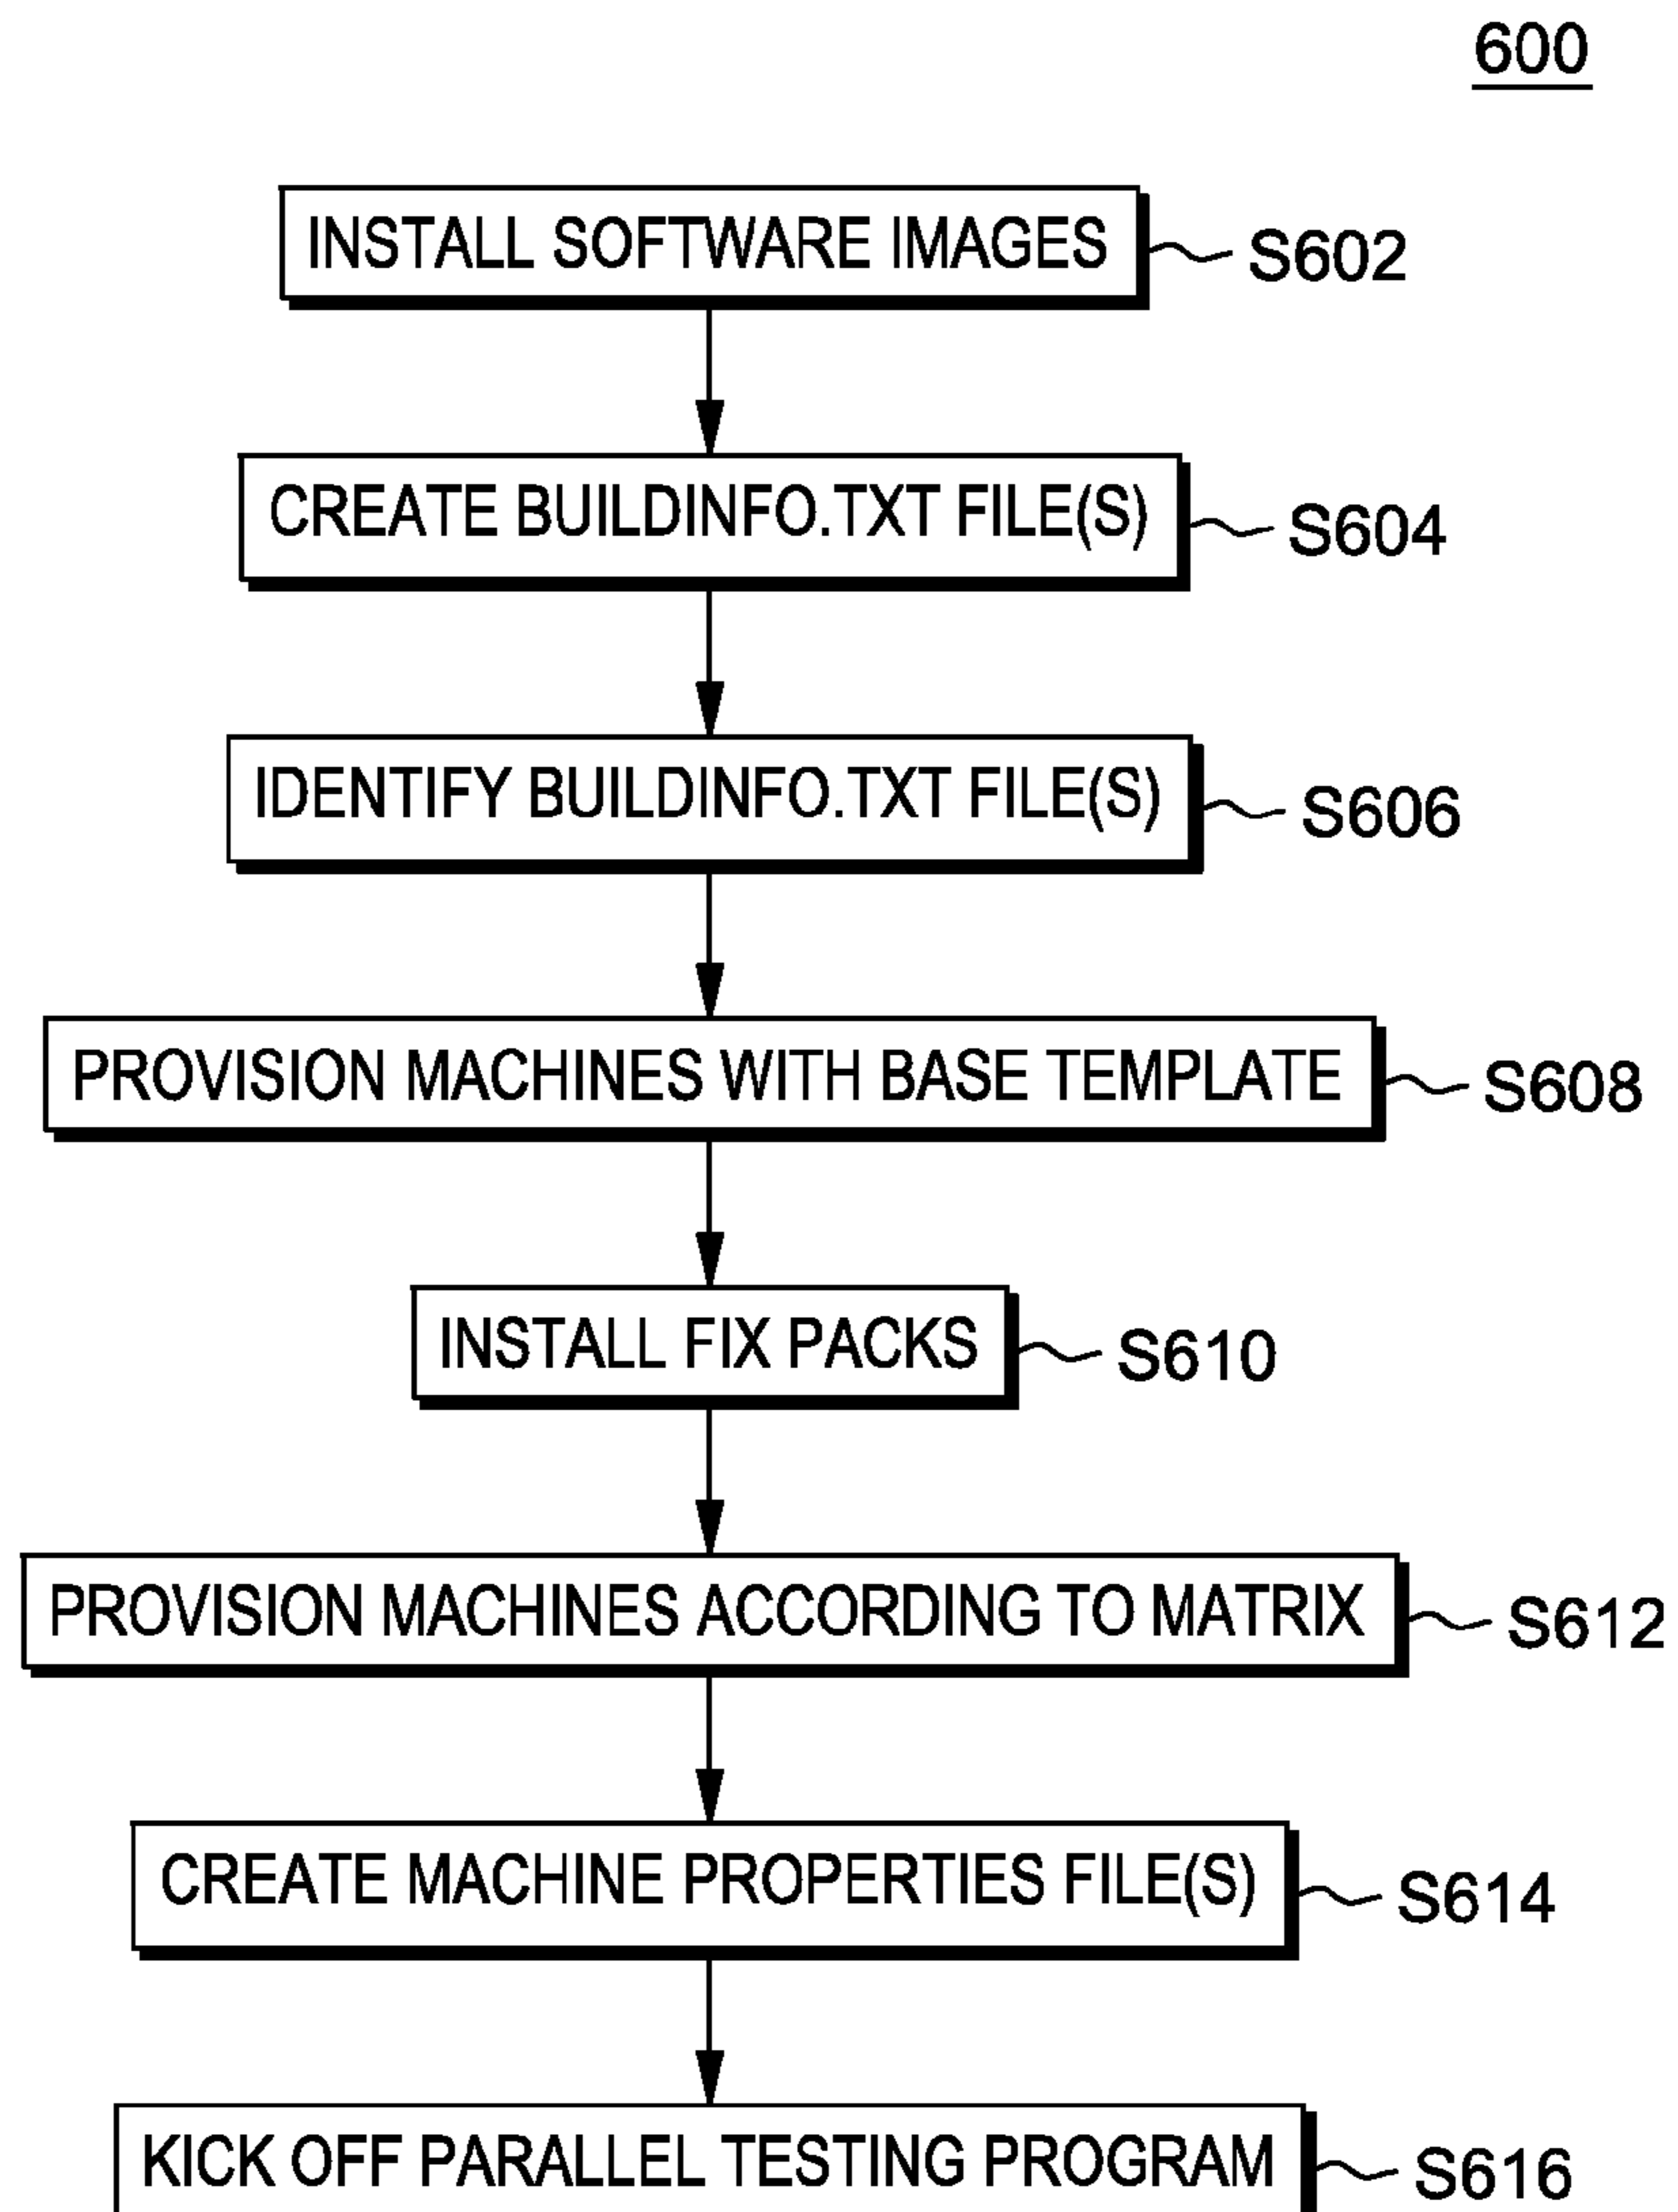 600
INSTALL SOFTWARE IMAGES
S602
CREATE BUILDINFO.TXT FILE(S)
S604
IDENTIFY BUILDINFO.TXT FILE(S)
S606
PROVISION MACHINES WITH BASE TEMPLATE
S608
INSTALL FIX PACKS
S610
PROVISION MACHINES ACCORDING TO MATRIX
S612
CREATE MACHINE PROPERTIES FILE(S)
S614
KICK OFF PARALLEL TESTING PROGRAM
S616